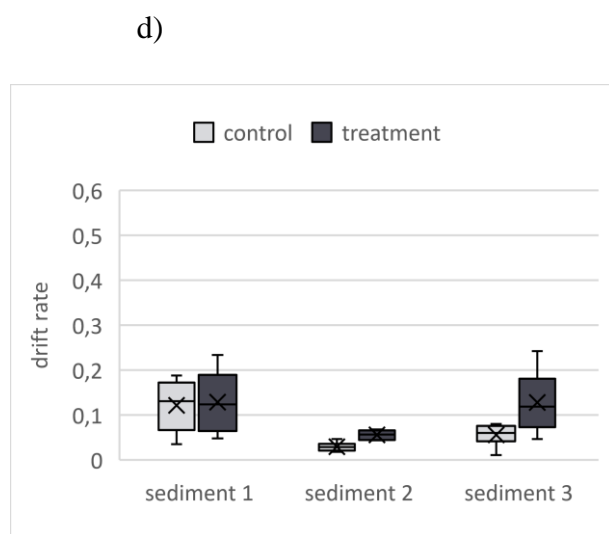 d)
control treatment
0,6
0,5
0,4
0,3
0,2
0,1
0
drift rate
sediment 1 sediment 2 sediment 3